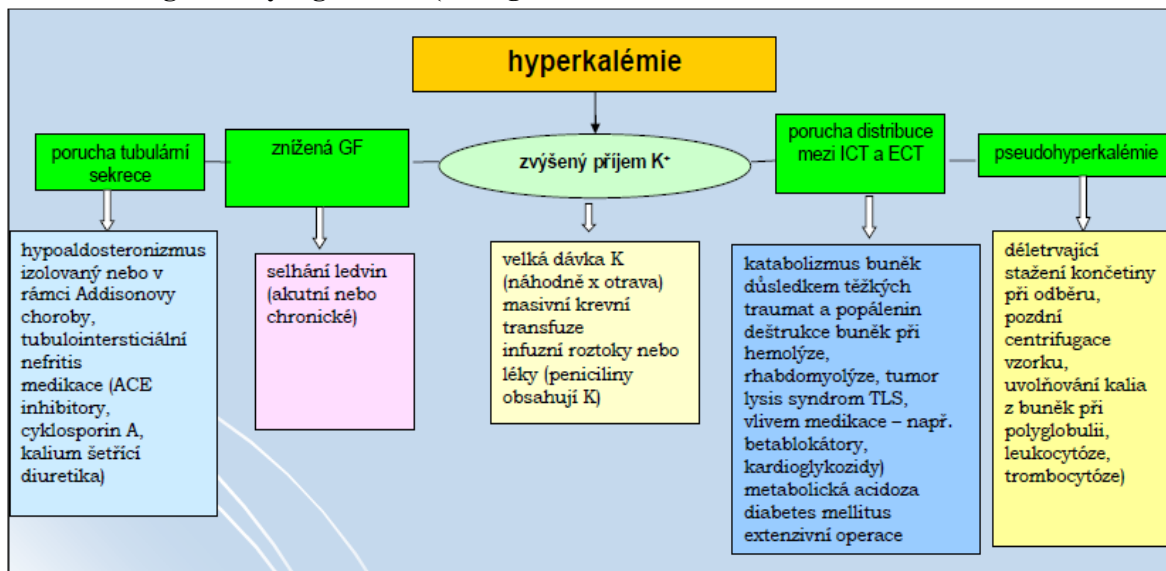 hyperkalémie
porucha tubulární
sekrece
znížená GF
zvýšený příjem K⁺
porucha distribuce
mezi ICT a ECT
pseudohyperkalémie
hypoaldosteronizmus
izolovaný nebo v
rámci Addisonovy
choroby,
tubulointersticiální
nefritis
medikace (ACE
inhibitory,
cyklosporin A,
kalium šetřící
diuretika)
selhání ledvin
(akutní nebo
chronické)
velká dávka K
(náhodně x otrava)
masivní krevní
transfuze
infuzní roztoky nebo
léky (peniciliny
obsahují K)
katabolizmus buněk
důsledkem těžkých
traumat a popálenin
deštrukce buněk při
hemolýze,
rhabdomyolýze, tumor
lysis syndrom TLS,
vlivem medikace – např.
betablokátory,
kardioglykozidy)
metabolická acidoza
diabetes mellitus
extenzivní operace
déletrvající
stažení končetiny
při odběru,
pozdní
centrifugace
vzorku,
uvolňování kalia
z buněk při
polyglobulii,
leukocytóze,
trombocytóze)